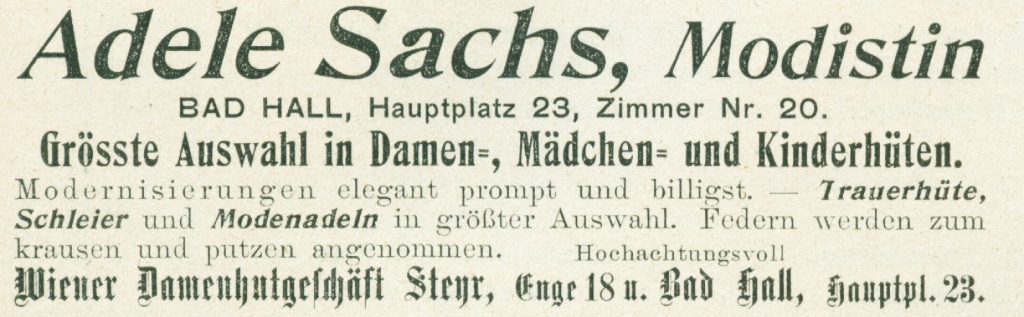 Adele Sachs, Modistin
BAD HALL, Hauptplatz 23, Zimmer Nr. 20.
Grösste Auswahl in Damen-, Mädchen- und Kinderhüten.
Modernisierungen elegant prompt und billigst. — Trauerhüte,
Schleier und Modenadeln in größter Auswahl. Federn werden zum
krausen und putzen angenommen. Hochachtungsvoll
Wiener Damenhutgeschäft Steyr, Enge 18 u. Bad Hall, Hauptpl. 23.